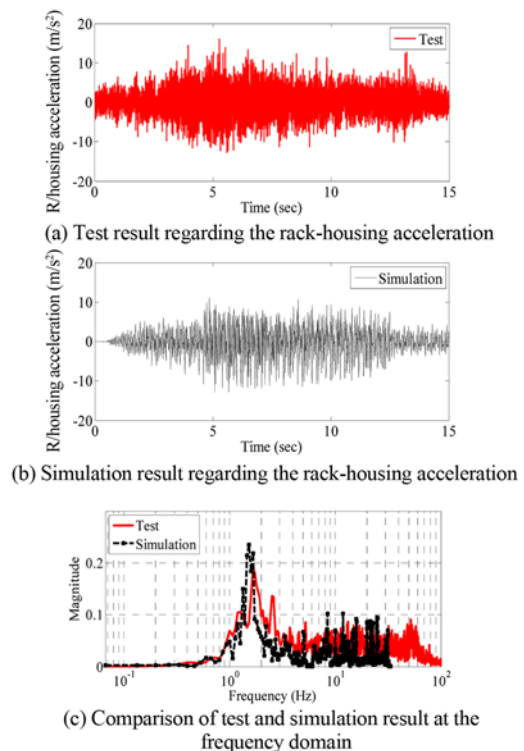 20
Test
10
0
-10
-20
0
5
10
15
R/housing acceleration (m/s²)
Time (sec)
(a) Test result regarding the rack-housing acceleration
20
Simulation
10
0
-10
-20
0
5
10
15
R/housing acceleration (m/s²)
Time (sec)
(b) Simulation result regarding the rack-housing acceleration
Test
Simulation
0.2
0.1
0
Magnitude
10⁻¹
10⁰
10¹
10²
Frequency (Hz)
(c) Comparison of test and simulation result at the
frequency domain